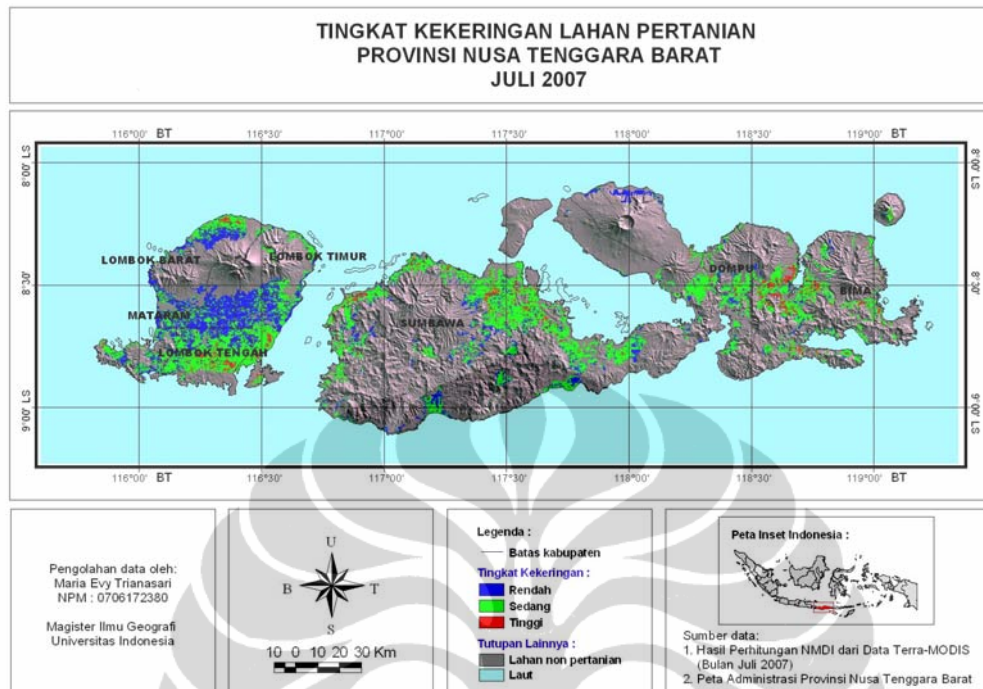 TINGKAT KEKERINGAN LAHAN PERTANIAN
PROVINSI NUSA TENGGARA BARAT
JULI 2007
116°00' BT
116°30'
117°00'
117°30'
118°00'
118°30'
119°00'
BT
8°00' LS
8°00' LS
LOMBOK BARAT
LOMBOK TIMUR
DOMPU
BIMA
8°30'
MATARAM
SUMBAWA
LOMBOK TENGAH
9°00' LS
9°00' LS
116°00' BT
116°30'
117°00'
117°30'
118°00'
118°30'
119°00'
BT
Pengolahan data oleh:
Maria Evy Trianasari
NPM : 0706172380
Magister Ilmu Geografi
Universitas Indonesia
U
B
T
S
10 0 10 20 30 Km
Legenda :
Batas kabupaten
Tingkat Kekeringan :
Rendah
Sedang
Tinggi
Tutupan Lainnya :
Lahan non pertanian
Laut
Peta Inset Indonesia :
Sumber data:
1. Hasil Perhitungan NMDI dari Data Terra-MODIS
(Bulan Juli 2007)
2. Peta Administrasi Provinsi Nusa Tenggara Barat